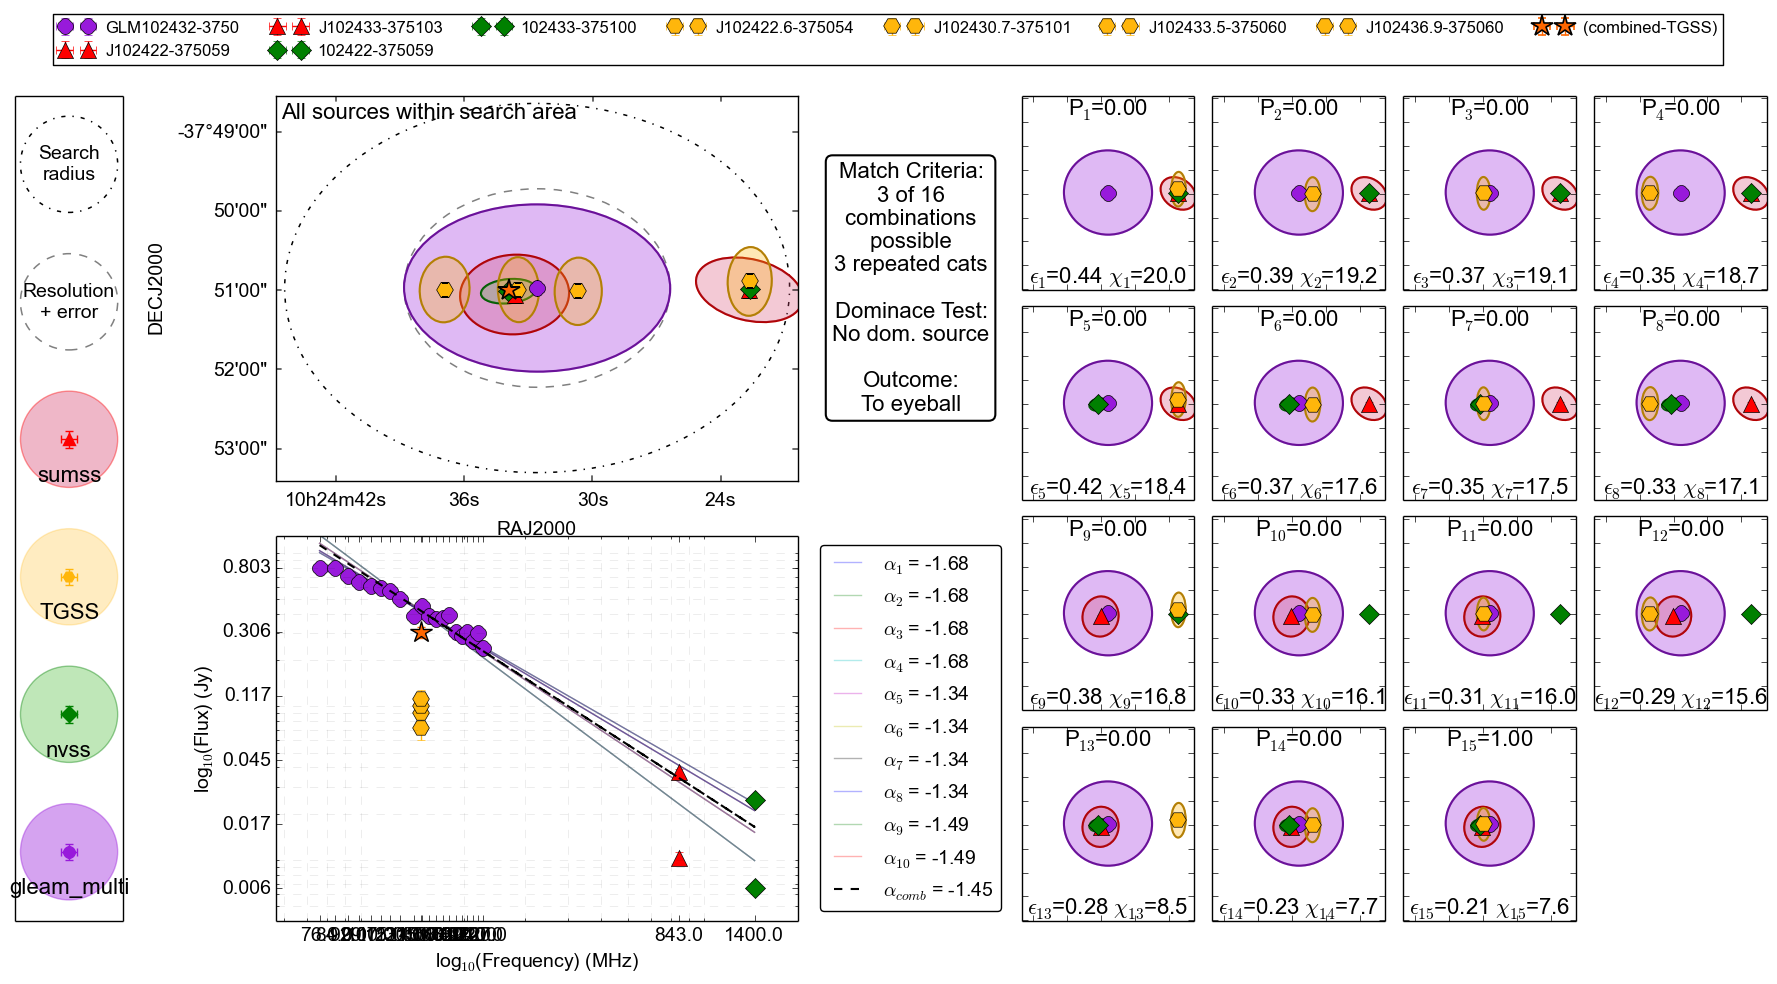 GLM102432-3750 J102433-375103 102433-375100 J102422.6-375054 J102430.7-375101 J102433.5-375060 J102436.9-375060 (combined-TGSS)
J102422-375059 102422-375059
Search
radius
Resolution
+ error
sumss
TGSS
nvss
gleam_multi
All sources within search area
DECJ2000
-37°49'00"
50'00"
51'00"
52'00"
53'00"
10h24m42s 36s 30s 24s
RAJ2000
Match Criteria:
3 of 16
combinations
possible
3 repeated cats
Dominace Test:
No dom. source
Outcome:
To eyeball
log10(Flux) (Jy)
0.803
0.306
0.117
0.045
0.017
0.006
843.0 1400.0
log10(Frequency) (MHz)
α1 = -1.68
α2 = -1.68
α3 = -1.68
α4 = -1.68
α5 = -1.34
α6 = -1.34
α7 = -1.34
α8 = -1.34
α9 = -1.49
α10 = -1.49
αcomb = -1.45
P1=0.00 P2=0.00 P3=0.00 P4=0.00
ϵ1=0.44 χ1=20.0 ϵ2=0.39 χ2=19.2 ϵ3=0.37 χ3=19.1 ϵ4=0.35 χ4=18.7
P5=0.00 P6=0.00 P7=0.00 P8=0.00
ϵ5=0.42 χ5=18.4 ϵ6=0.37 χ6=17.6 ϵ7=0.35 χ7=17.5 ϵ8=0.33 χ8=17.1
P9=0.00 P10=0.00 P11=0.00 P12=0.00
ϵ9=0.38 χ9=16.8 ϵ10=0.33 χ10=16.1 ϵ11=0.31 χ11=16.0 ϵ12=0.29 χ12=15.6
P13=0.00 P14=0.00 P15=1.00
ϵ13=0.28 χ13=8.5 ϵ14=0.23 χ14=7.7 ϵ15=0.21 χ15=7.6